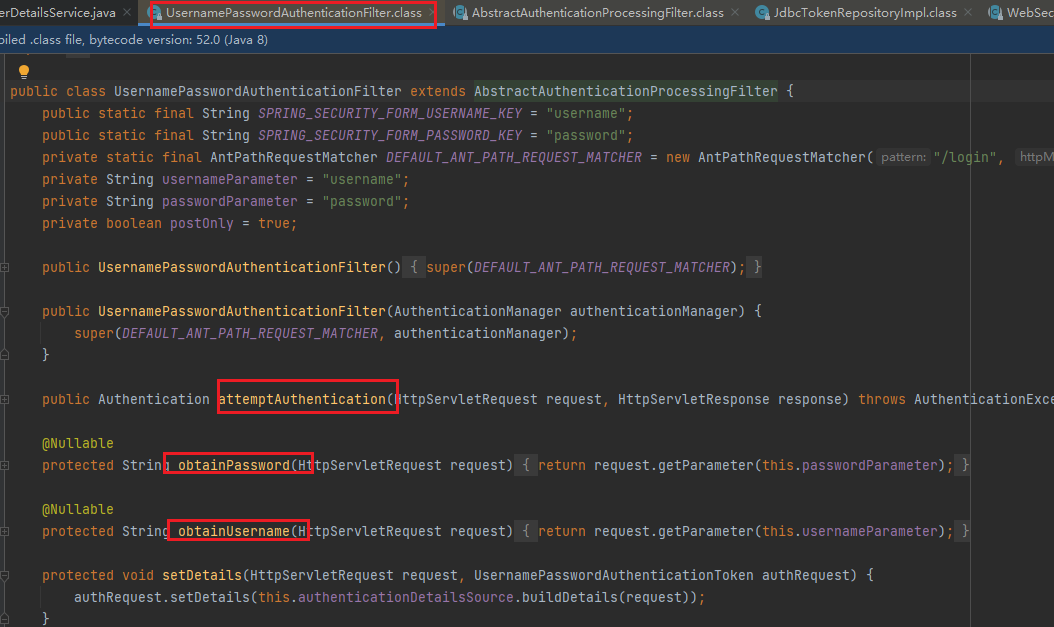 erDetailsService.java × UsernamePasswordAuthenticationFilter.class × AbstractAuthenticationProcessingFilter.class × JdbcTokenRepositoryImpl.class × WebSec
piled .class file, bytecode version: 52.0 (Java 8)
public class UsernamePasswordAuthenticationFilter extends AbstractAuthenticationProcessingFilter {
public static final String SPRING_SECURITY_FORM_USERNAME_KEY = "username";
public static final String SPRING_SECURITY_FORM_PASSWORD_KEY = "password";
private static final AntPathRequestMatcher DEFAULT_ANT_PATH_REQUEST_MATCHER = new AntPathRequestMatcher( pattern: "/login", httpM
private String usernameParameter = "username";
private String passwordParameter = "password";
private boolean postOnly = true;
public UsernamePasswordAuthenticationFilter() { super(DEFAULT_ANT_PATH_REQUEST_MATCHER); }
public UsernamePasswordAuthenticationFilter(AuthenticationManager authenticationManager) {
super(DEFAULT_ANT_PATH_REQUEST_MATCHER, authenticationManager);
}
public Authentication attemptAuthentication(HttpServletRequest request, HttpServletResponse response) throws AuthenticationExce
@Nullable
protected String obtainPassword(HttpServletRequest request) { return request.getParameter(this.passwordParameter); }
@Nullable
protected String obtainUsername(HttpServletRequest request) { return request.getParameter(this.usernameParameter); }
protected void setDetails(HttpServletRequest request, UsernamePasswordAuthenticationToken authRequest) {
authRequest.setDetails(this.authenticationDetailsSource.buildDetails(request));
}